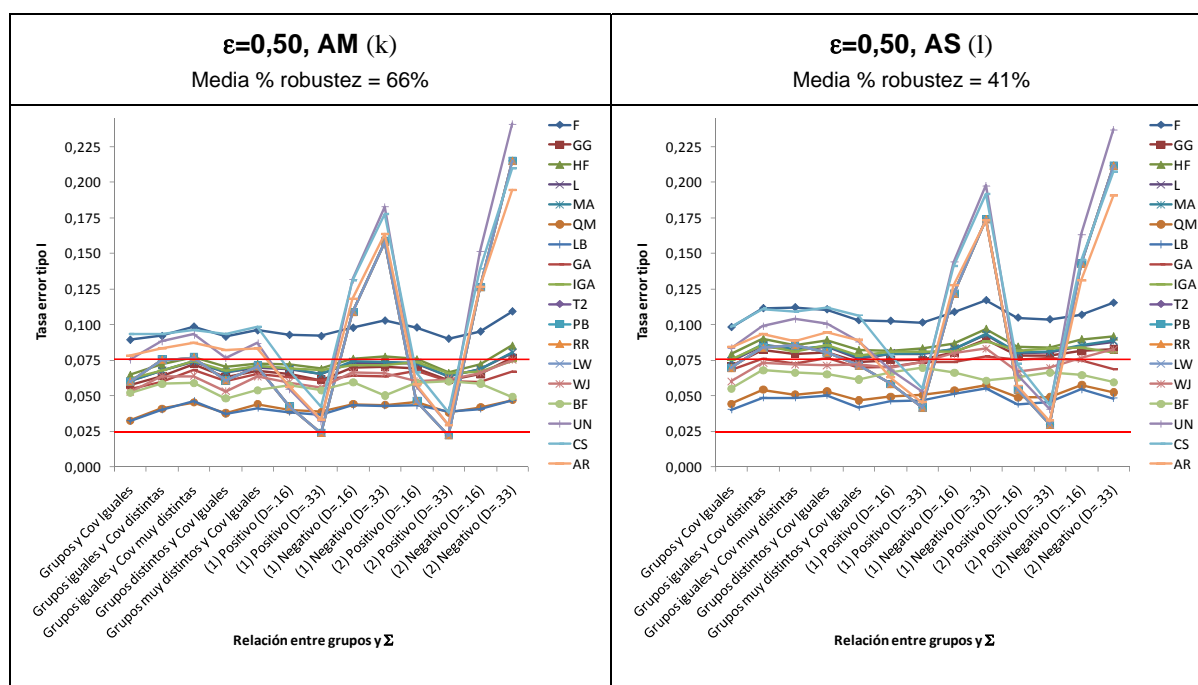 ε=0,50, AM (k)
Media % robustez = 66%
Tasa error tipo I
0,225
0,200
0,175
0,150
0,125
0,100
0,075
0,050
0,025
0,000
Grupos y Cov Iguales
Grupos iguales y Cov distintas
Grupos iguales y Cov muy distintas
Grupos distintos y Cov Iguales
Grupos muy distintos y Cov Iguales
(1) Positivo (D=.16)
(1) Positivo (D=.33)
(1) Negativo (D=.16)
(1) Negativo (D=.33)
(2) Positivo (D=.16)
(2) Positivo (D=.33)
(2) Negativo (D=.16)
(2) Negativo (D=.33)
Relación entre grupos y Σ
F
GG
HF
L
MA
QM
LB
GA
IGA
T2
PB
RR
LW
WJ
BF
UN
CS
AR
ε=0,50, AS (l)
Media % robustez = 41%
Tasa error tipo I
0,225
0,200
0,175
0,150
0,125
0,100
0,075
0,050
0,025
0,000
Grupos y Cov Iguales
Grupos iguales y Cov distintas
Grupos iguales y Cov muy distintas
Grupos distintos y Cov Iguales
Grupos muy distintos y Cov Iguales
(1) Positivo (D=.16)
(1) Positivo (D=.33)
(1) Negativo (D=.16)
(1) Negativo (D=.33)
(2) Positivo (D=.16)
(2) Positivo (D=.33)
(2) Negativo (D=.16)
(2) Negativo (D=.33)
Relación entre grupos y Σ
F
GG
HF
L
MA
QM
LB
GA
IGA
T2
PB
RR
LW
WJ
BF
UN
CS
AR